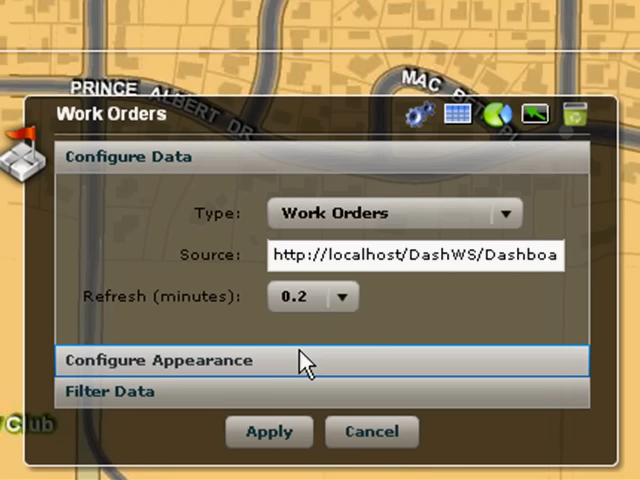 PRINCE ALBERT DR
MAC
Work Orders
Configure Data
Type: Work Orders
Source: http://localhost/DashWS/Dashboa
Refresh (minutes): 0.2
Configure Appearance
Filter Data
Club
Apply Cancel